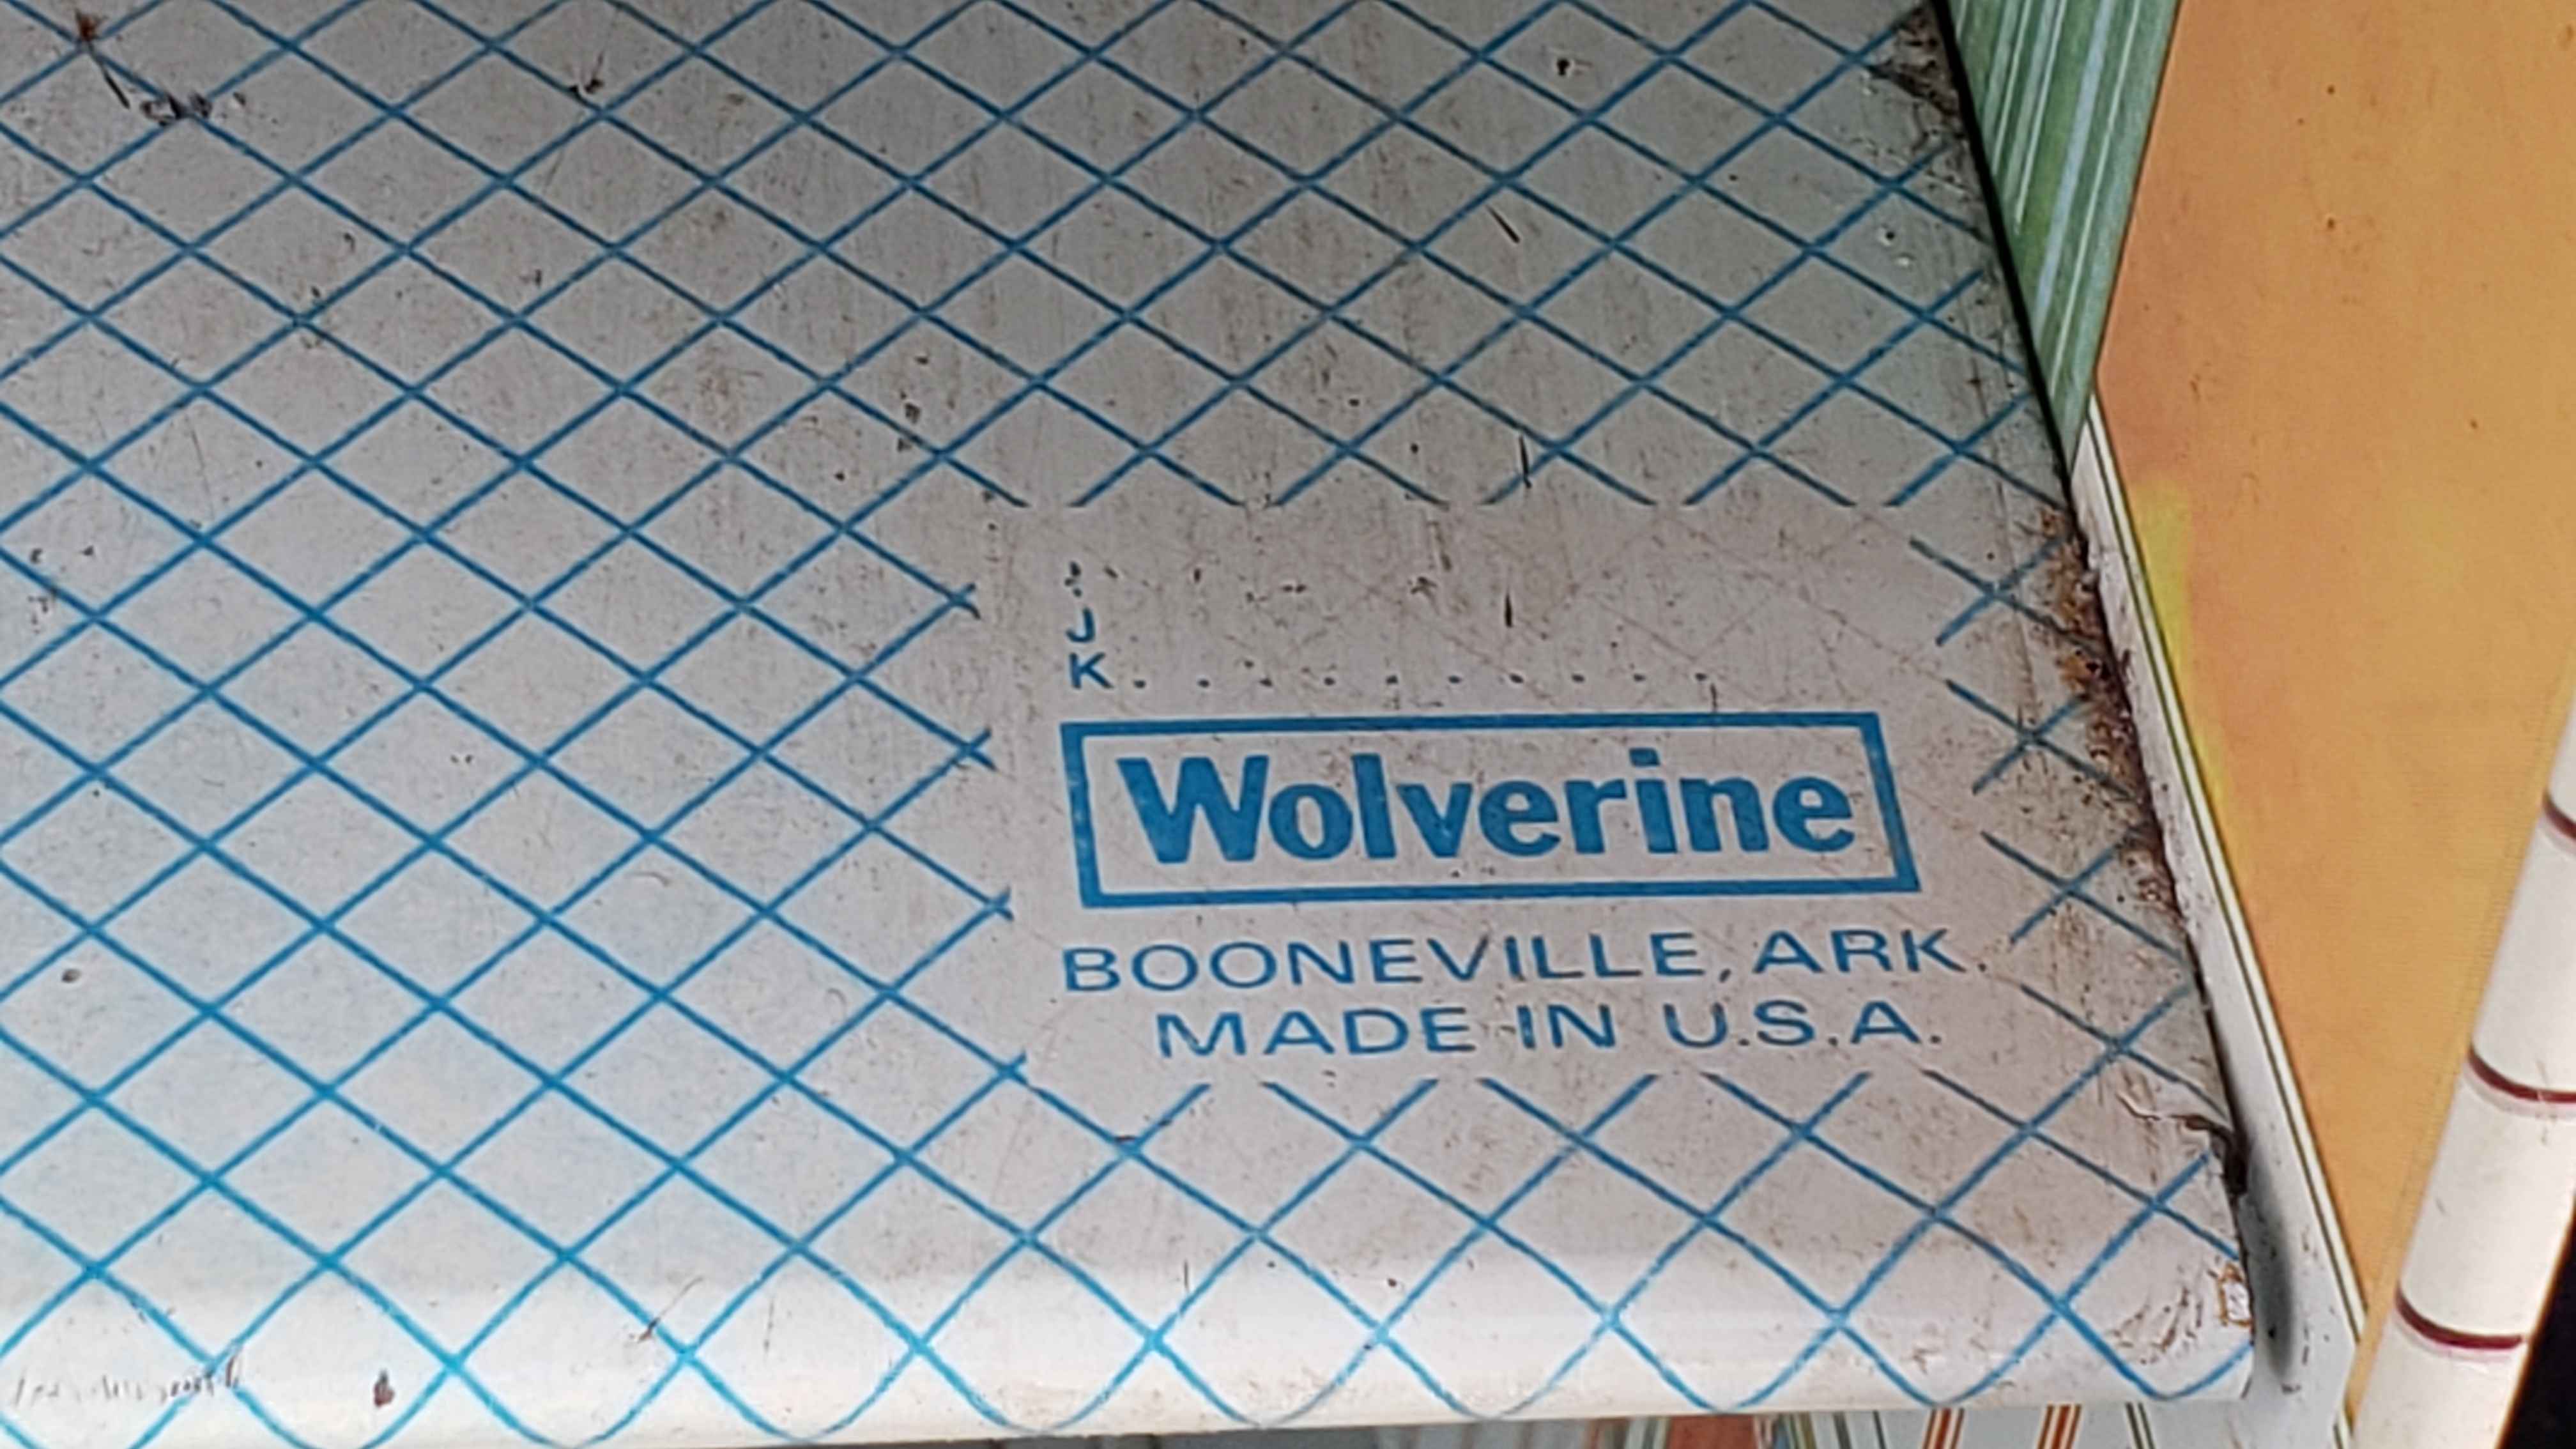 J
K. . . . . . . . . .
Wolverine
BOONEVILLE, ARK.
MADE IN U.S.A.